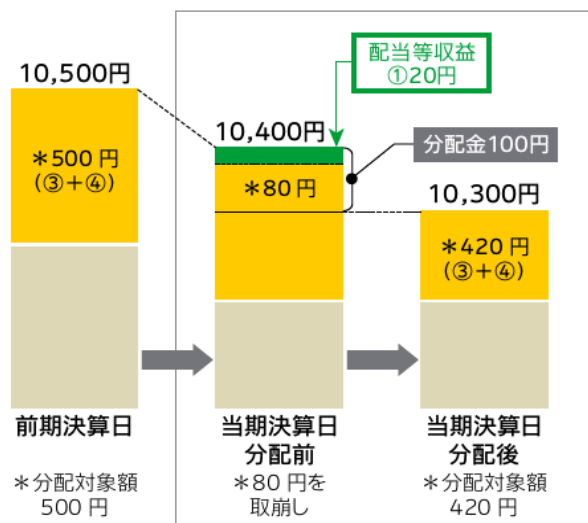 配当等収益
①20円
10,500円
10,400円
分配金100円
＊500円
(③＋④)
＊80円
10,300円
＊420円
(③＋④)
前期決算日
当期決算日
分配前
当期決算日
分配後
＊分配対象額
500円
＊80円を
取崩し
＊分配対象額
420円